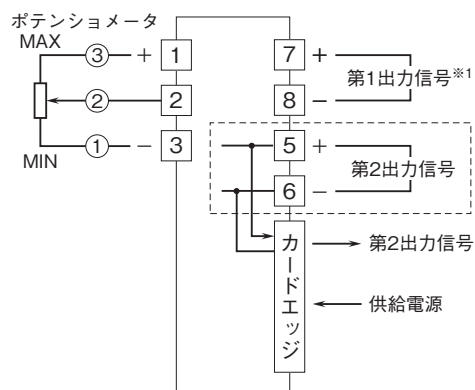 ポテンショメータ
MAX
③ + 1
② 2
① − 3
MIN
7 +
第1出力信号※1
8 −
5 +
第2出力信号
6 −
カードエッジ
第2出力信号
供給電源